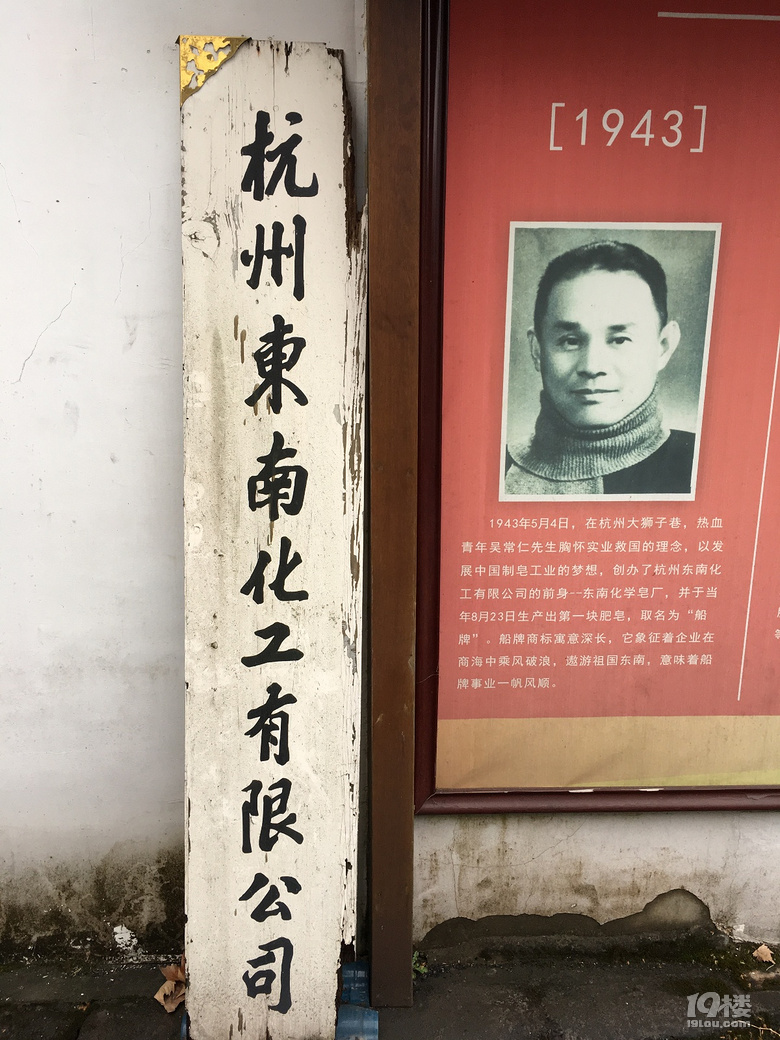 杭州東南化工有限公司
[1943]
1943年5月4日，在杭州大狮子巷，热血
青年吴常仁先生胸怀实业救国的理念，以发
展中国制皂工业的梦想，创办了杭州东南化
工有限公司的前身--东南化学皂厂，并于当
年8月23日生产出第一块肥皂，取名为“船
牌”。船牌商标寓意深长，它象征着企业在
商海中乘风破浪，遨游祖国东南，意味着船
牌事业一帆风顺。
19楼
19lou.com